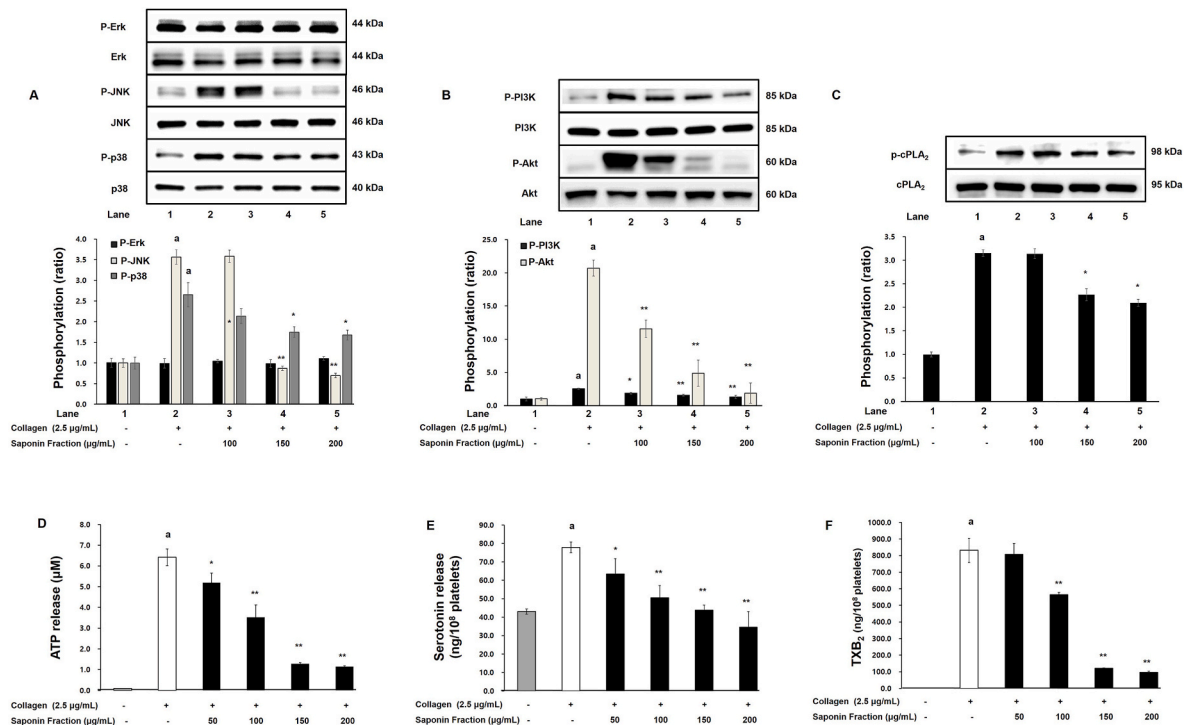 A
P-Erk 44 kDa
Erk 44 kDa
P-JNK 46 kDa
JNK 46 kDa
P-p38 43 kDa
p38 40 kDa
Lane 1 2 3 4 5
Phosphorylation (ratio)
4.0
3.5
3.0
2.5
2.0
1.5
1.0
0.5
0.0
P-Erk
P-JNK
P-p38
a
a
* * *
** **
Lane 1 2 3 4 5
Collagen (2.5 µg/mL) - + + + +
Saponin Fraction (µg/mL) - - 100 150 200
B
P-PI3K 85 kDa
PI3K 85 kDa
P-Akt 60 kDa
Akt 60 kDa
Lane 1 2 3 4 5
Phosphorylation (ratio)
25.0
20.0
15.0
10.0
5.0
0.0
P-PI3K
P-Akt
a
a
** ** **
* ** **
Lane 1 2 3 4 5
Collagen (2.5 µg/mL) - + + + +
Saponin Fraction (µg/mL) - - 100 150 200
C
p-cPLA₂ 98 kDa
cPLA₂ 95 kDa
Lane 1 2 3 4 5
Phosphorylation (ratio)
3.5
3.0
2.5
2.0
1.5
1.0
0.5
0.0
a
* *
Lane 1 2 3 4 5
Collagen (2.5 µg/mL) - + + + +
Saponin Fraction (µg/mL) - - 100 150 200
D
ATP release (µM)
8.0
7.0
6.0
5.0
4.0
3.0
2.0
1.0
0.0
a
* ** ** **
Collagen (2.5 µg/mL) - + + + + +
Saponin Fraction (µg/mL) - - 50 100 150 200
E
Serotonin release
(ng/10⁸ platelets)
90.0
80.0
70.0
60.0
50.0
40.0
30.0
20.0
10.0
0.0
a
* ** ** **
Collagen (2.5 µg/mL) - + + + + +
Saponin Fraction (µg/mL) - - 50 100 150 200
F
TXB₂ (ng/10⁸ platelets)
1000.0
900.0
800.0
700.0
600.0
500.0
400.0
300.0
200.0
100.0
0.0
a
** ** **
Collagen (2.5 µg/mL) - + + + + +
Saponin Fraction (µg/mL) - - 50 100 150 200